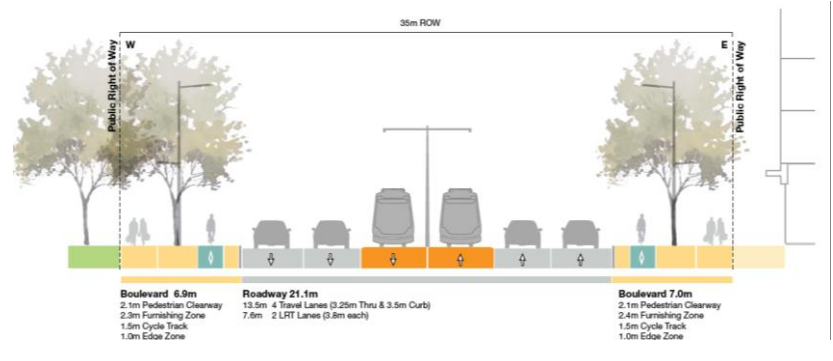 35m ROW
W
E
Public Right of Way
Public Right of Way
Boulevard 6.9m
2.1m Pedestrian Clearway
2.3m Furnishing Zone
1.5m Cycle Track
1.0m Edge Zone
Roadway 21.1m
13.5m 4 Travel Lanes (3.25m Thru & 3.5m Curb)
7.6m 2 LRT Lanes (3.8m each)
Boulevard 7.0m
2.1m Pedestrian Clearway
2.4m Furnishing Zone
1.5m Cycle Track
1.0m Edge Zone